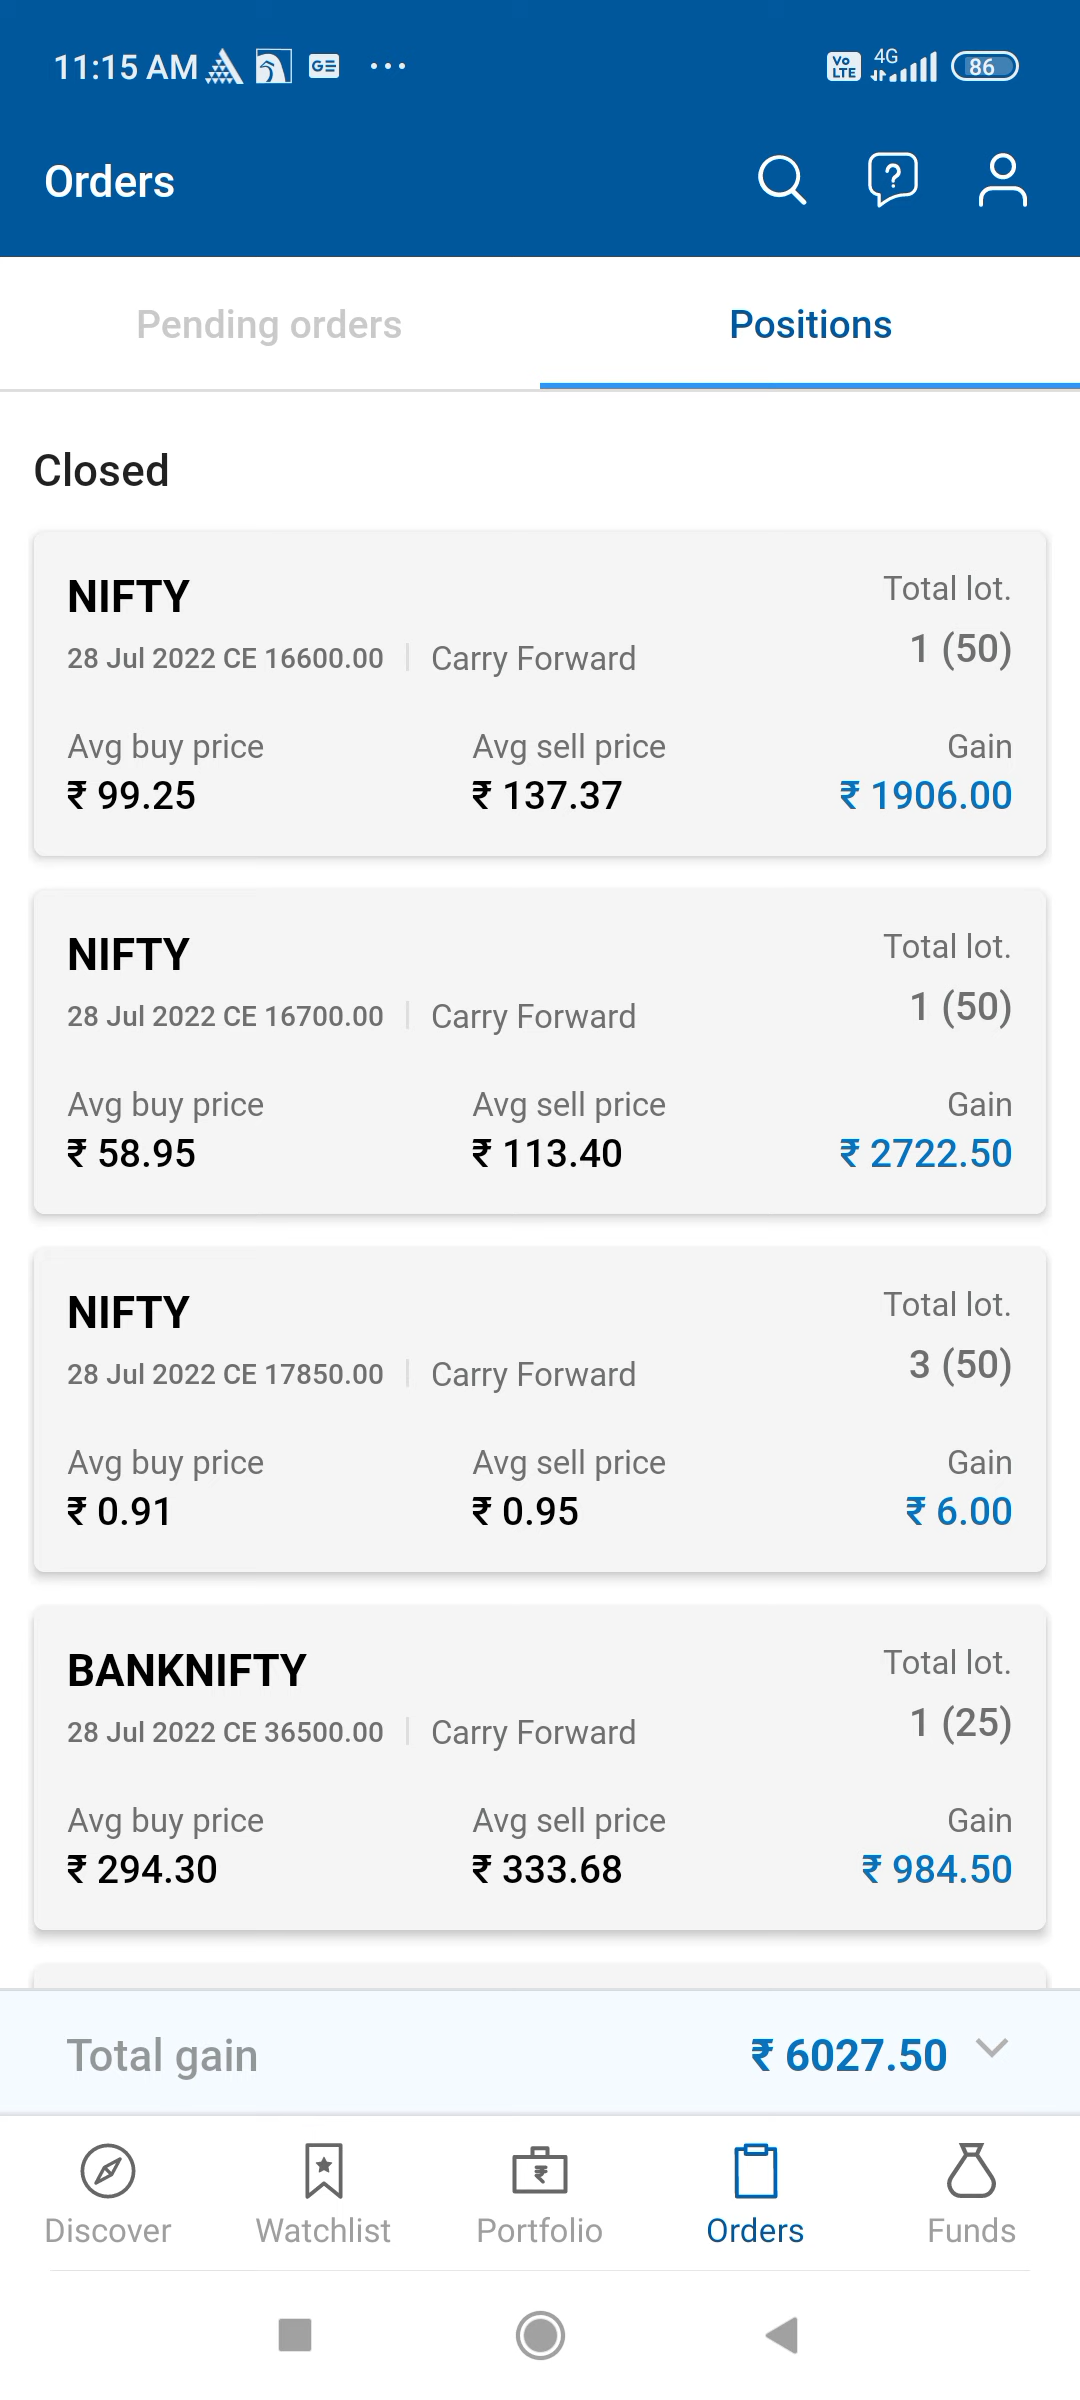 11:15 AM GE ... Vo LTE 4G 86
Orders
Pending orders Positions
Closed
NIFTY Total lot.
28 Jul 2022 CE 16600.00 Carry Forward 1 (50)
Avg buy price Avg sell price Gain
₹ 99.25 ₹ 137.37 ₹ 1906.00
NIFTY Total lot.
28 Jul 2022 CE 16700.00 Carry Forward 1 (50)
Avg buy price Avg sell price Gain
₹ 58.95 ₹ 113.40 ₹ 2722.50
NIFTY Total lot.
28 Jul 2022 CE 17850.00 Carry Forward 3 (50)
Avg buy price Avg sell price Gain
₹ 0.91 ₹ 0.95 ₹ 6.00
BANKNIFTY Total lot.
28 Jul 2022 CE 36500.00 Carry Forward 1 (25)
Avg buy price Avg sell price Gain
₹ 294.30 ₹ 333.68 ₹ 984.50
Total gain ₹ 6027.50
Discover Watchlist Portfolio Orders Funds